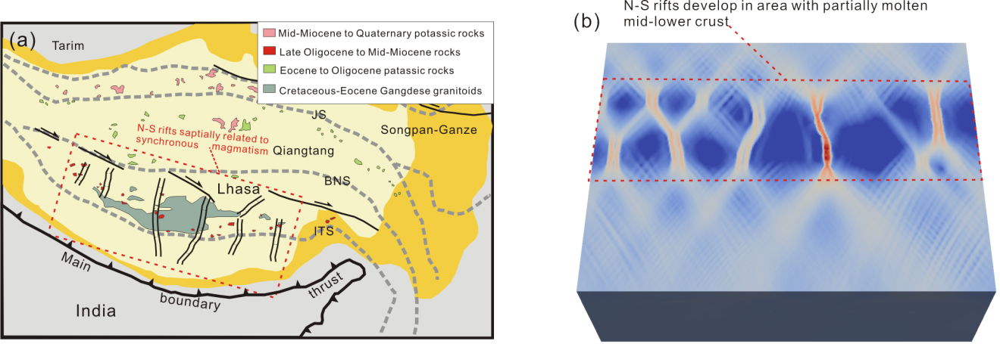 (a)
Tarim
Mid-Miocene to Quaternary potassic rocks
Late Oligocene to Mid-Miocene rocks
Eocene to Oligocene patassic rocks
Cretaceous-Eocene Gangdese granitoids
JS
Songpan-Ganze
N-S rifts saptially related to
synchronous magmatism
Qiangtang
BNS
Lhasa
ITS
Main
boundary
thrust
India
N-S rifts develop in area with partially molten
mid-lower crust
(b)